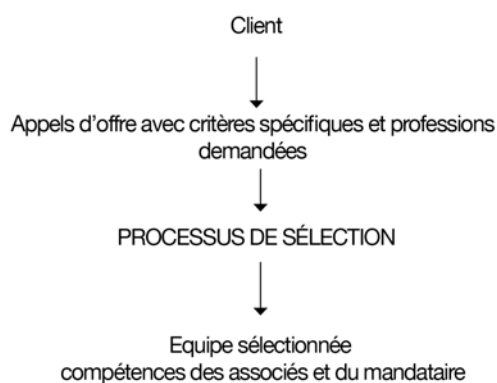 Client
Appels d'offre avec critères spécifiques et professions
demandées
PROCESSUS DE SÉLECTION
Equipe sélectionnée
compétences des associés et du mandataire